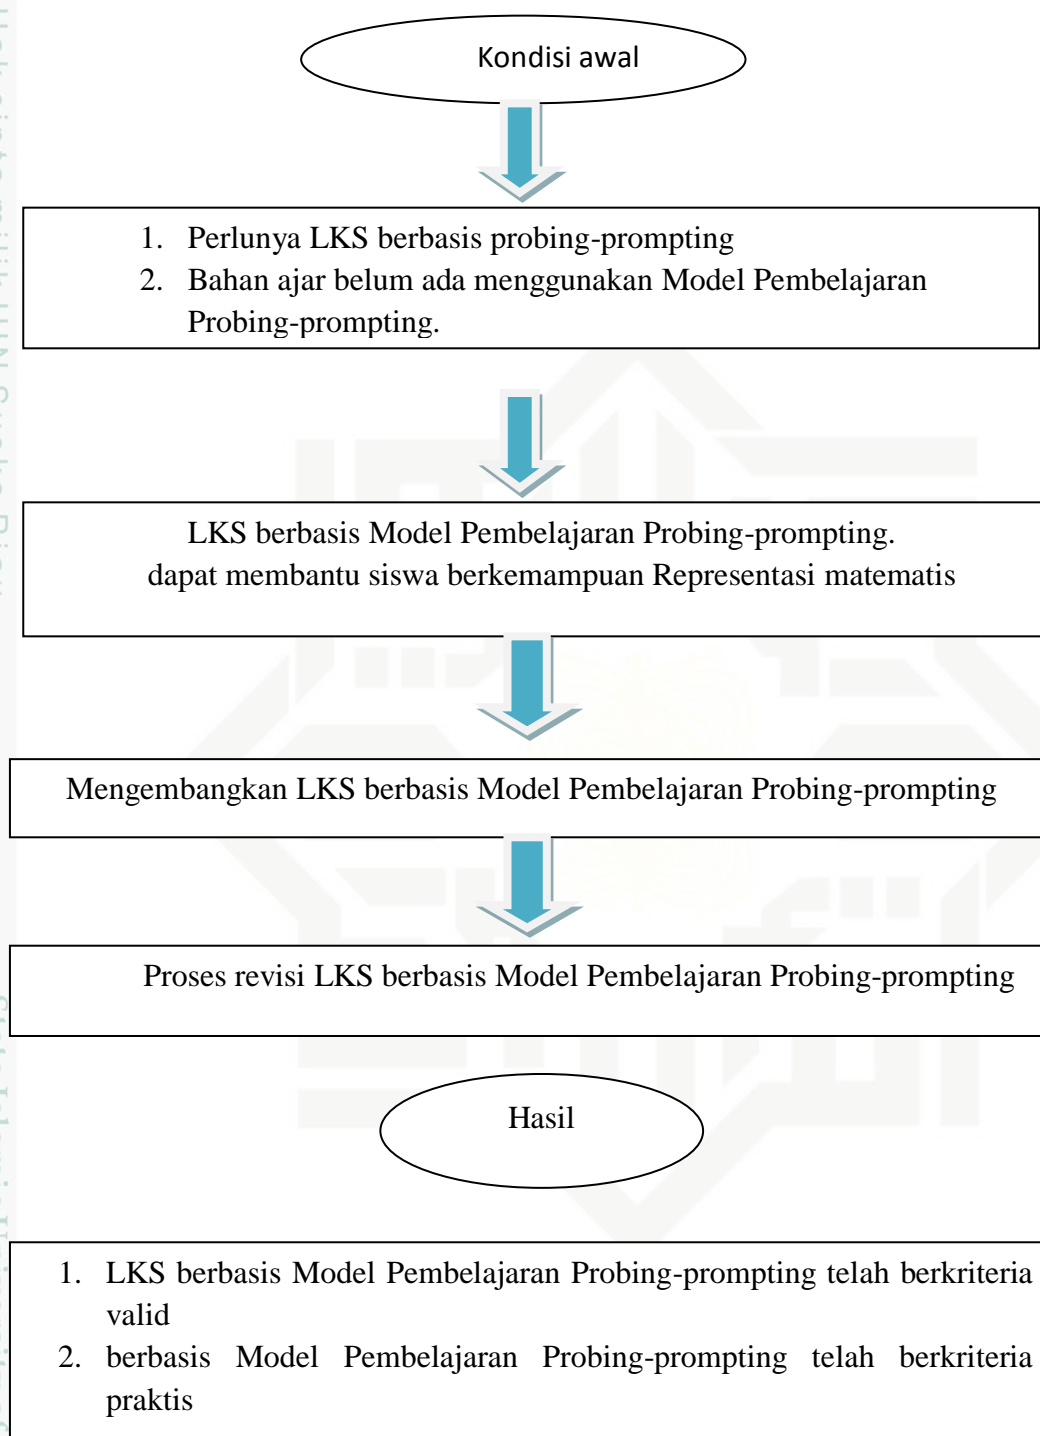 Kondisi awal
1. Perlunya LKS berbasis probing-prompting
2. Bahan ajar belum ada menggunakan Model Pembelajaran
Probing-prompting.
LKS berbasis Model Pembelajaran Probing-prompting.
dapat membantu siswa berkemampuan Representasi matematis
Mengembangkan LKS berbasis Model Pembelajaran Probing-prompting
Proses revisi LKS berbasis Model Pembelajaran Probing-prompting
Hasil
1. LKS berbasis Model Pembelajaran Probing-prompting telah berkriteria
valid
2. berbasis Model Pembelajaran Probing-prompting telah berkriteria
praktis